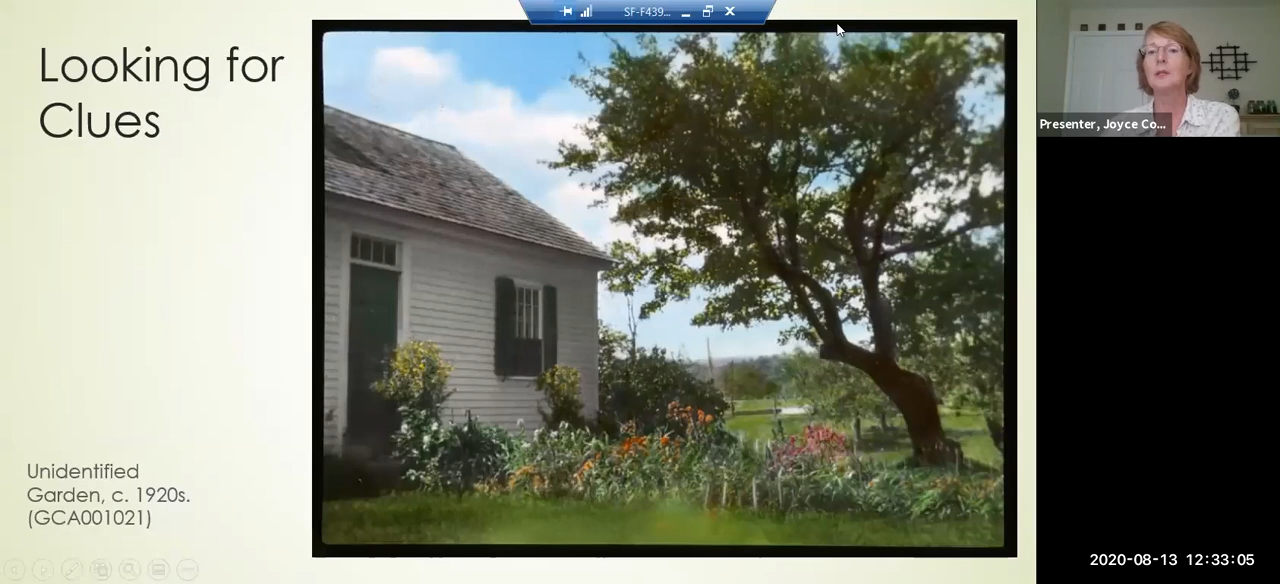 SF-F439...
Looking for
Clues
Unidentified
Garden, c. 1920s.
(GCA001021)
Presenter, Joyce Co...
2020-08-13 12:33:05